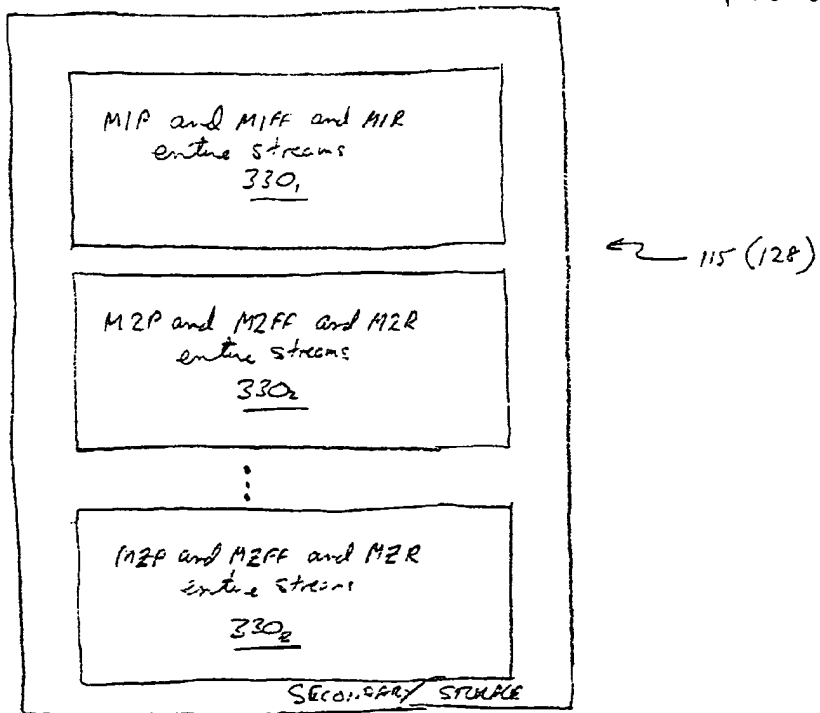 M1P and M1FF and M1R
entire streams
330₁
115 (128)
M2P and M2FF and M2R
entire streams
330₂
MZP and MZFF and MZR
entire streams
330z
SECONDARY STORAGE